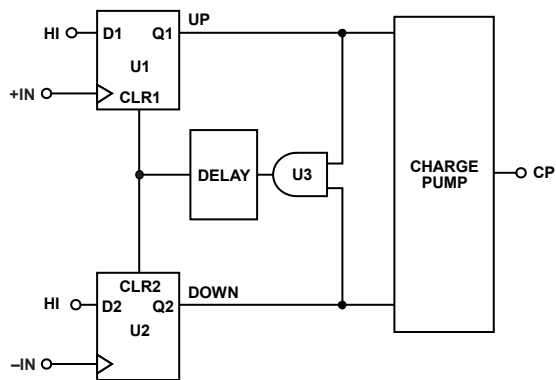 UP
HI
D1
Q1
U1
+IN
CLR1
DELAY
U3
CHARGE
PUMP
CP
CLR2
DOWN
HI
D2
Q2
U2
–IN